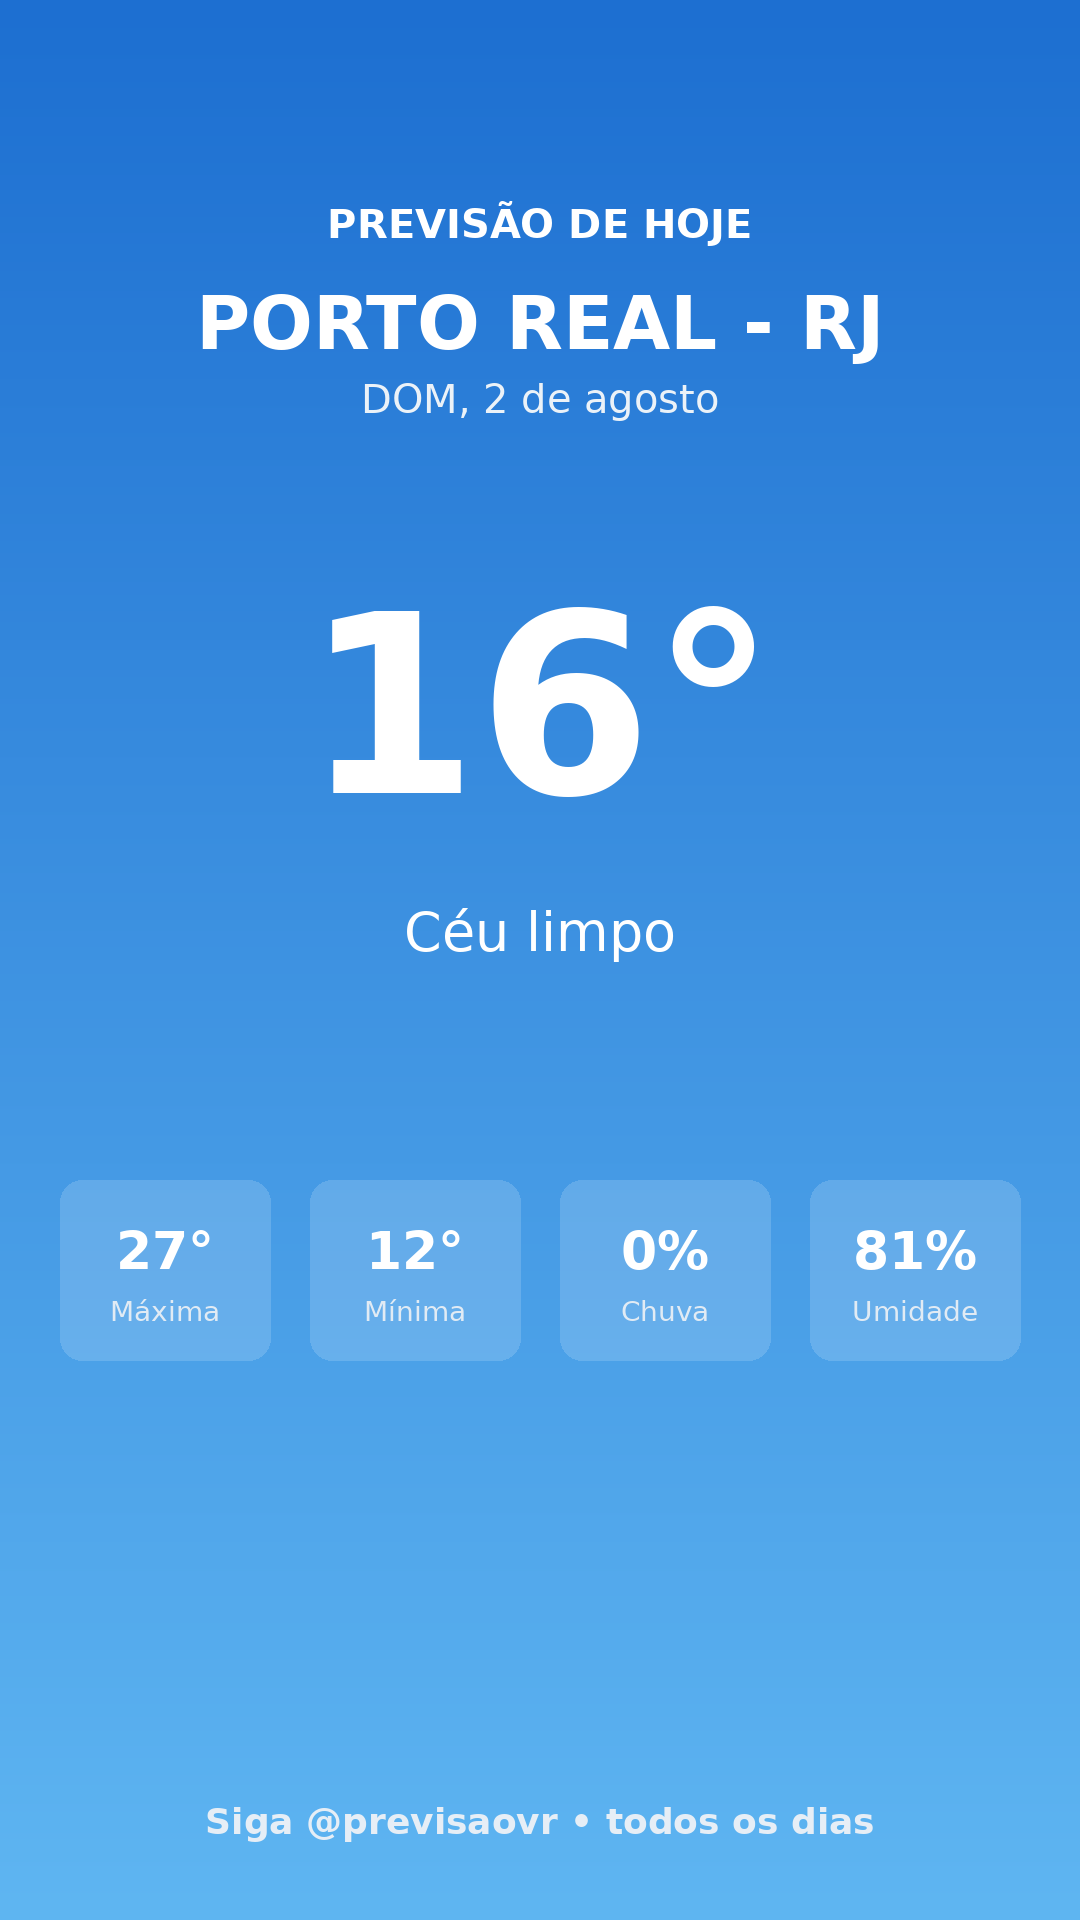 PREVISÃO DE HOJE
PORTO REAL - RJ
DOM, 2 de agosto
16°
Céu limpo
27° 12° 0% 81%
Máxima Mínima Chuva Umidade
Siga @previsaovr • todos os dias